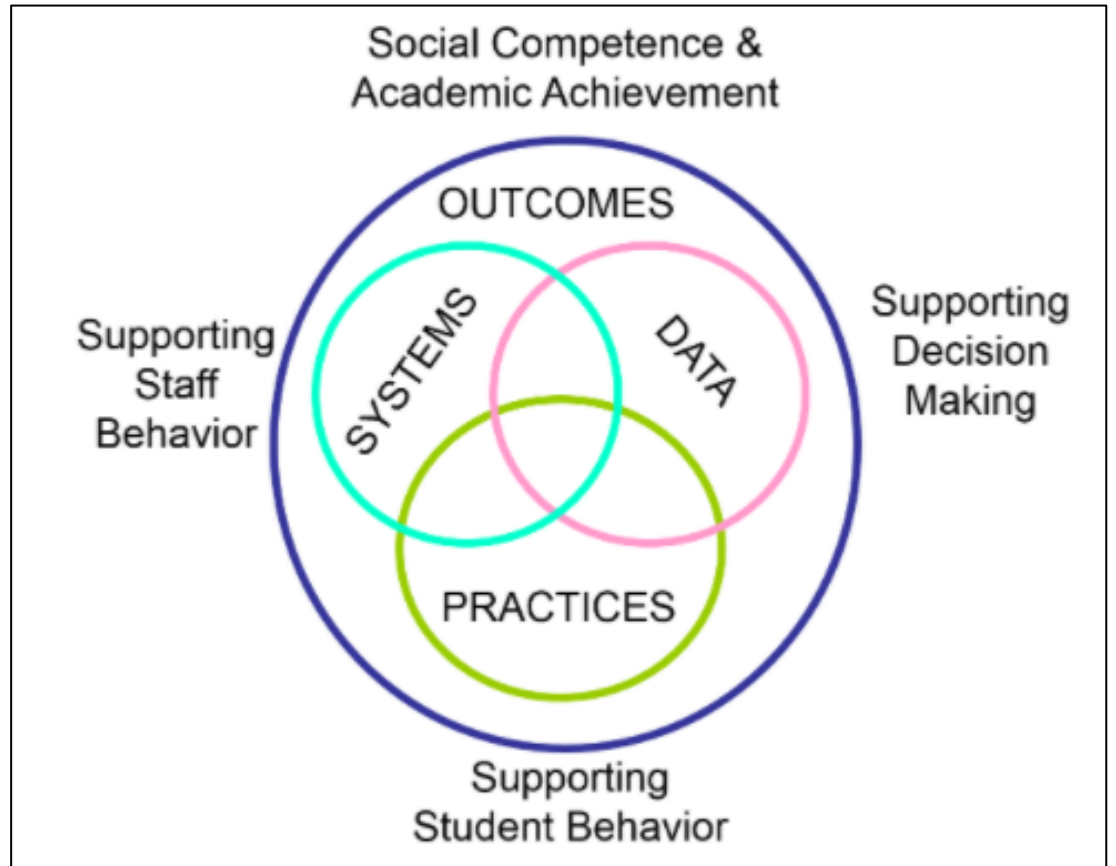 Social Competence &
Academic Achievement
OUTCOMES
Supporting
Staff
Behavior
SYSTEMS
DATA
Supporting
Decision
Making
PRACTICES
Supporting
Student Behavior